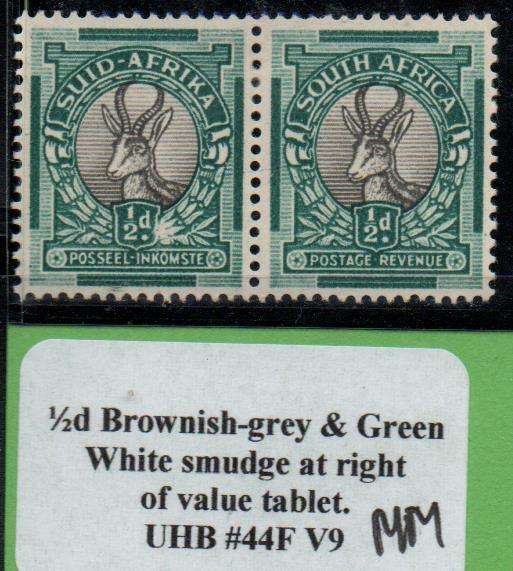 SUID-AFRIKA
½d.
POSSEEL-INKOMSTE
SOUTH AFRICA
½d.
POSTAGE REVENUE
½d Brownish-grey & Green
White smudge at right
of value tablet.
UHB #44F V9
MM